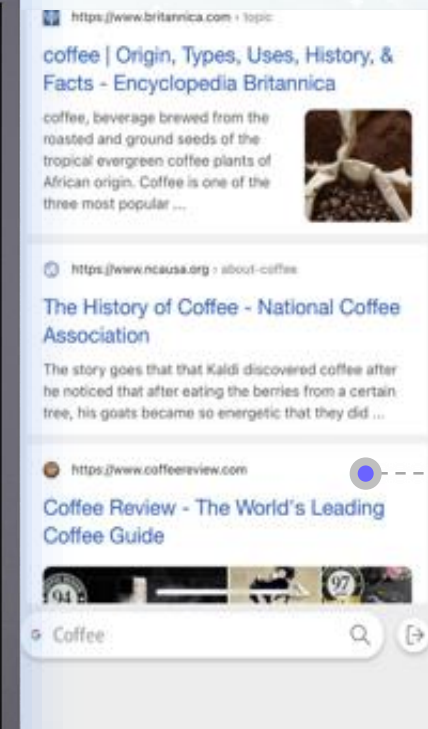 https://www.britannica.com › topic
coffee | Origin, Types, Uses, History, &
Facts - Encyclopedia Britannica
coffee, beverage brewed from the
roasted and ground seeds of the
tropical evergreen coffee plants of
African origin. Coffee is one of the
three most popular ...
https://www.ncausa.org › about-coffee
The History of Coffee - National Coffee
Association
The story goes that that Kaldi discovered coffee after
he noticed that after eating the berries from a certain
tree, his goats became so energetic that they did ...
https://www.coffeereview.com
Coffee Review - The World's Leading
Coffee Guide
94
97
G Coffee